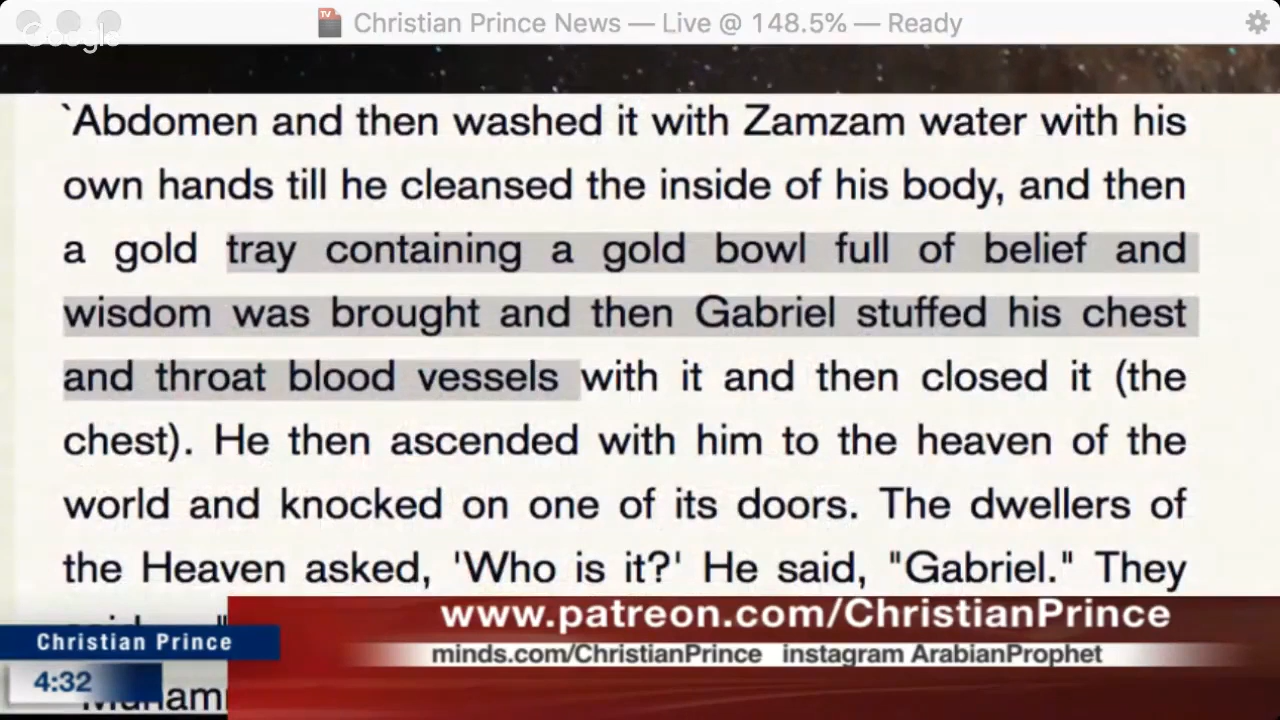 Christian Prince News — Live @ 148.5% — Ready
Google
`Abdomen and then washed it with Zamzam water with his
own hands till he cleansed the inside of his body, and then
a gold tray containing a gold bowl full of belief and
wisdom was brought and then Gabriel stuffed his chest
and throat blood vessels with it and then closed it (the
chest). He then ascended with him to the heaven of the
world and knocked on one of its doors. The dwellers of
the Heaven asked, 'Who is it?' He said, "Gabriel." They
www.patreon.com/ChristianPrince
Christian Prince
minds.com/ChristianPrince instagram ArabianProphet
4:32